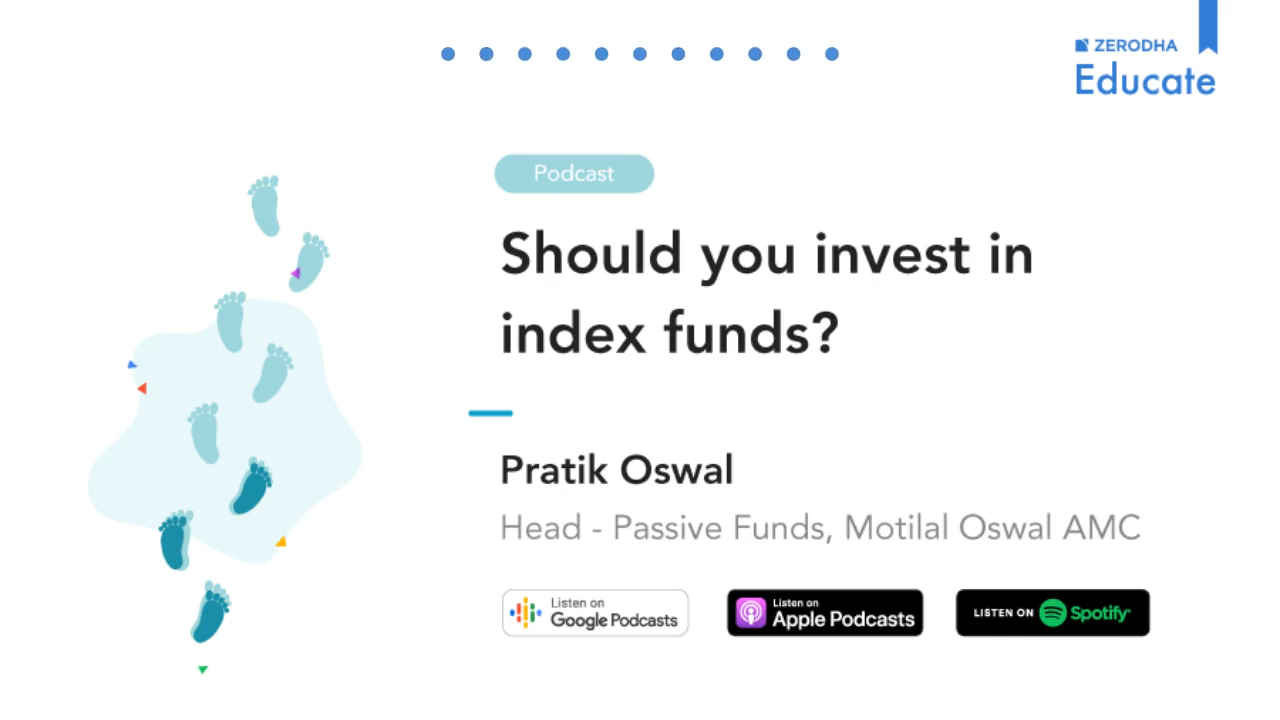 ZERODHA
Educate
Podcast
Should you invest in
index funds?
Pratik Oswal
Head - Passive Funds, Motilal Oswal AMC
Listen on
Google Podcasts
Listen on
Apple Podcasts
LISTEN ON Spotify